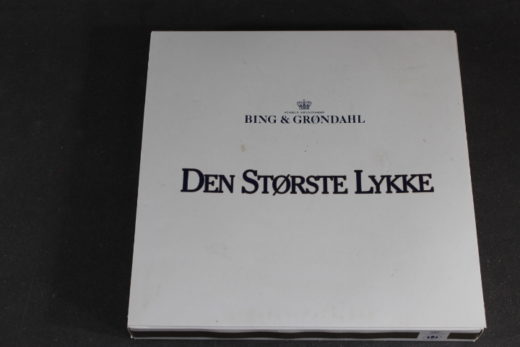 BING & GRØNDAHL
DEN STØRSTE LYKKE